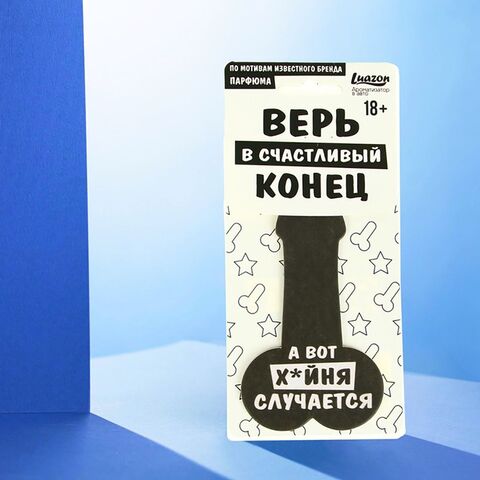 ПО МОТИВАМ ИЗВЕСТНОГО БРЕНДА
ПАРФЮМА
Luazon
Ароматизатор
в авто
18+
ВЕРЬ
В СЧАСТЛИВЫЙ
КОНЕЦ
А ВОТ
Х*ЙНЯ
СЛУЧАЕТСЯ